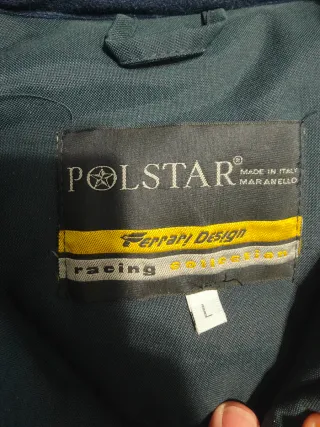 POLSTAR® MADE IN ITALY
MARANELLO
Ferrari Design
racing collection
L